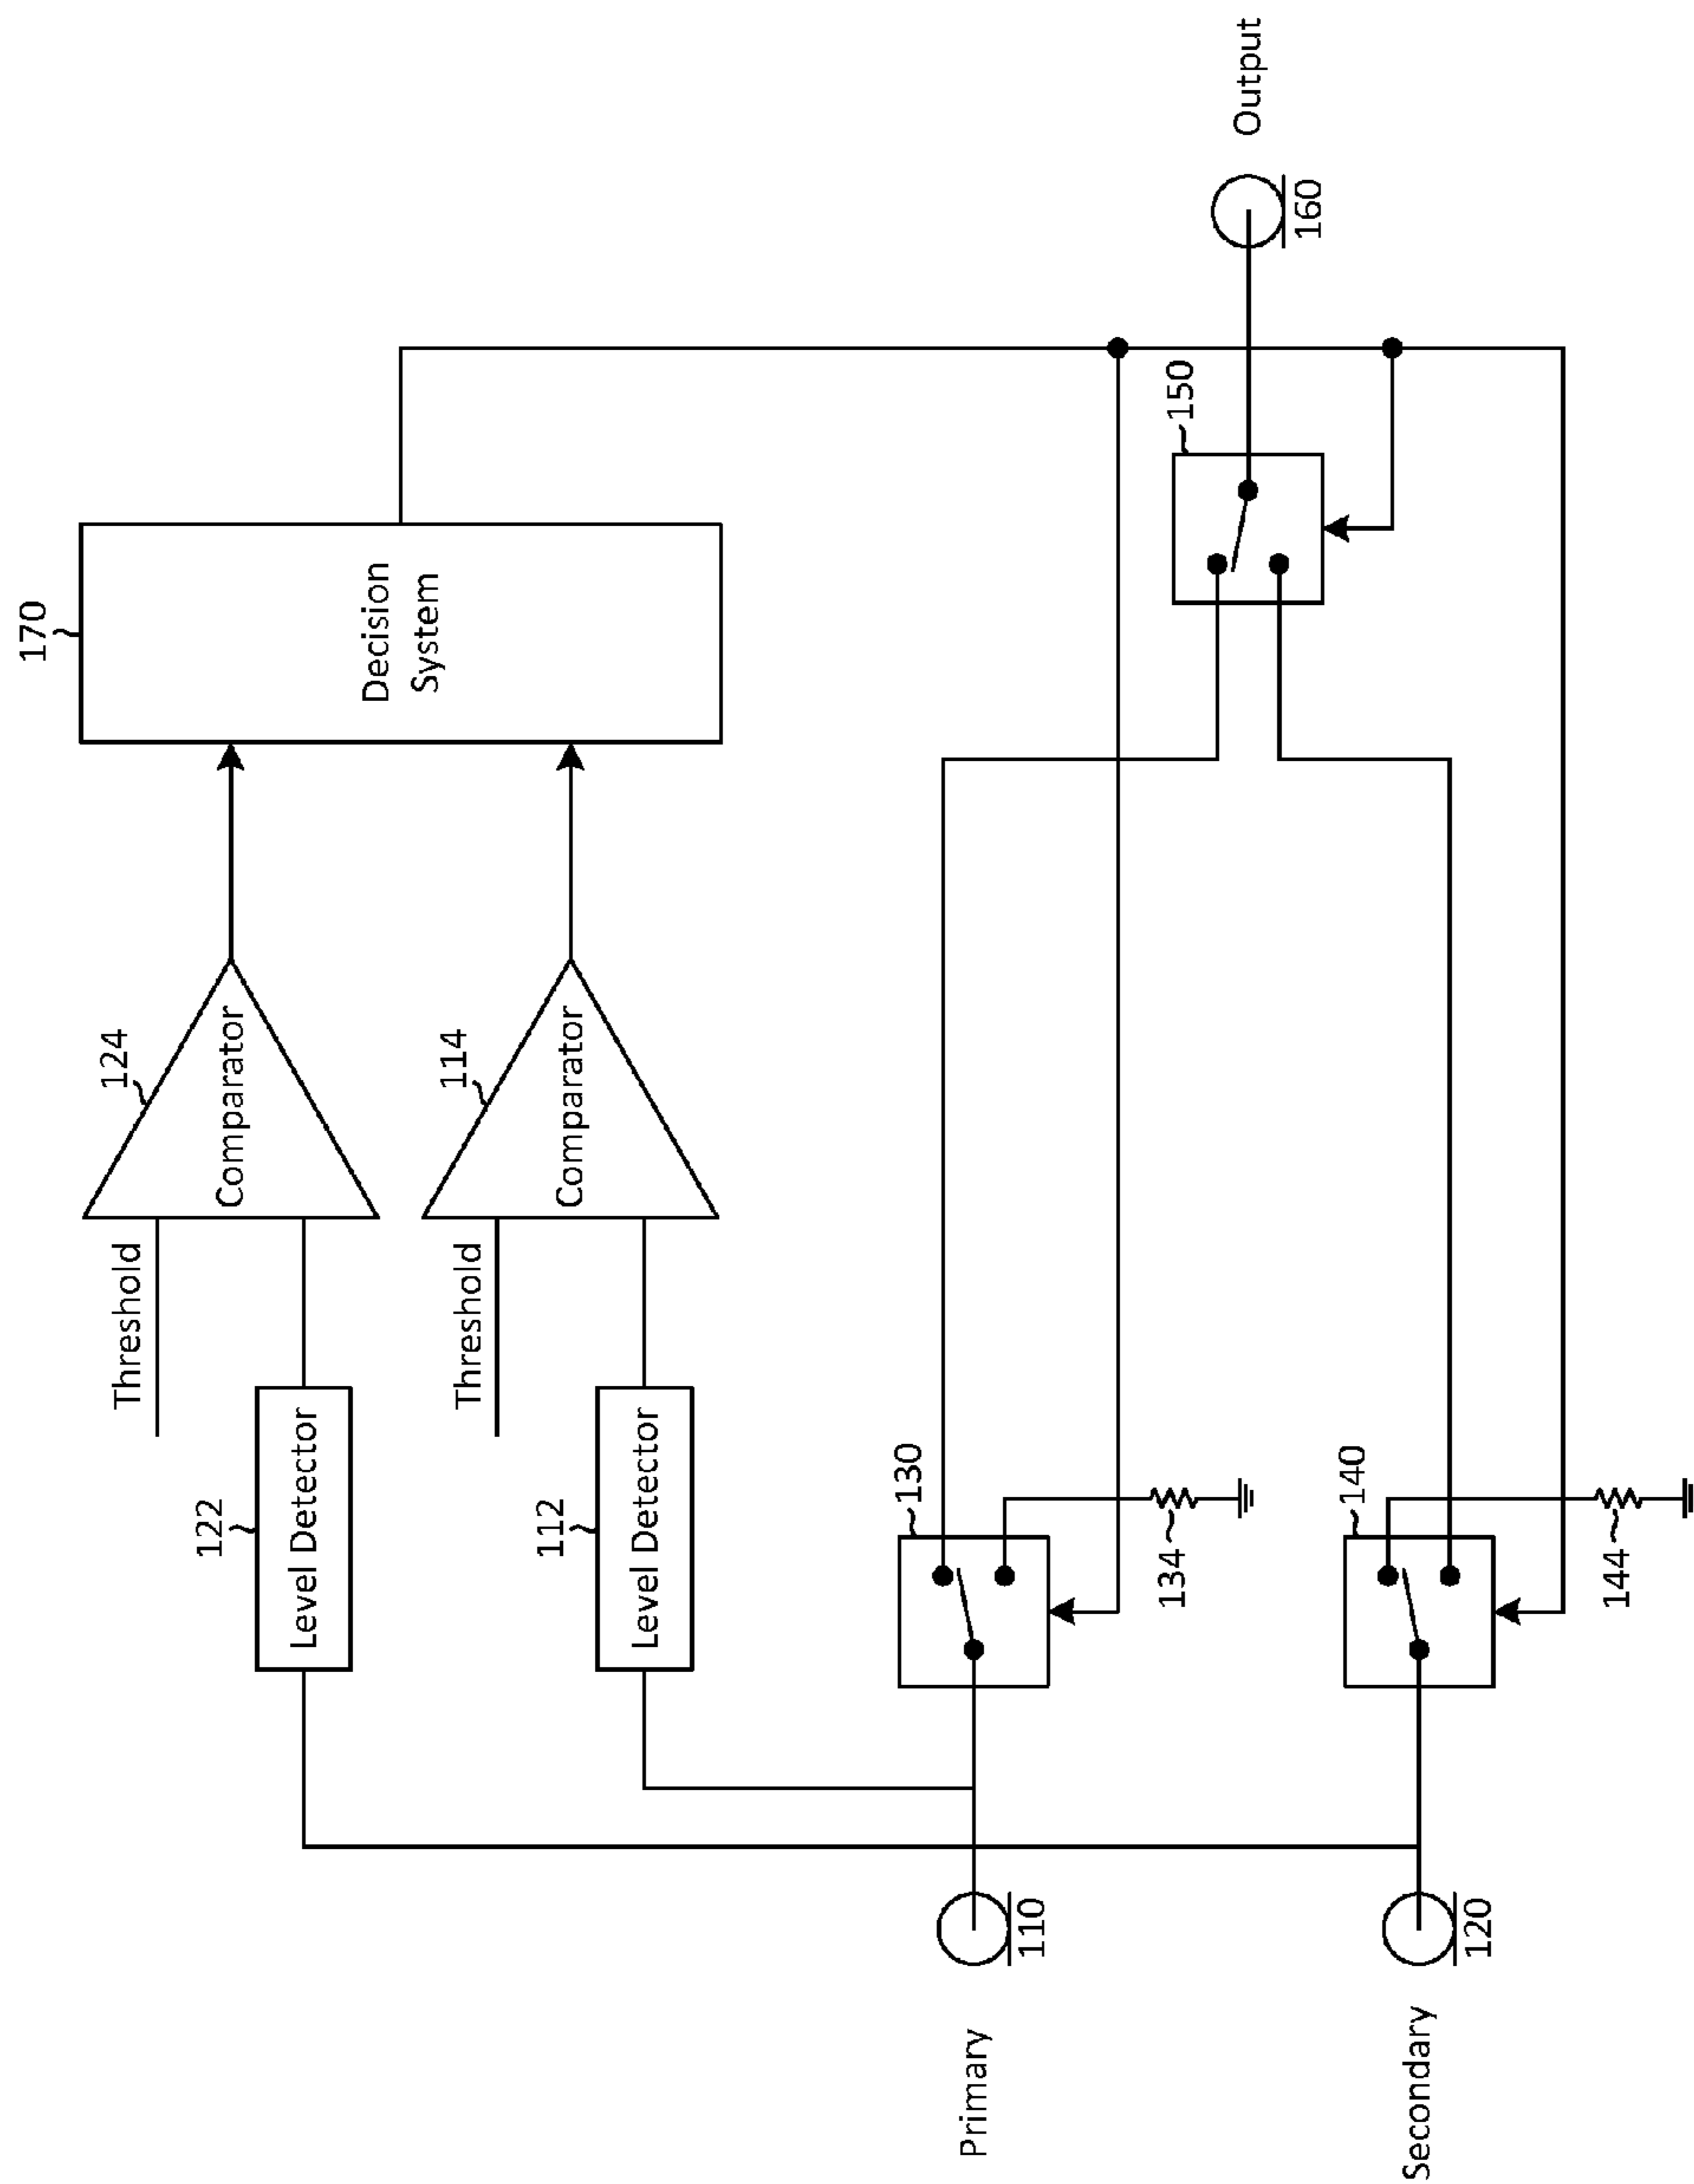 170
Decision
System
124
Comparator
Threshold
122
Level Detector
114
Comparator
Threshold
112
Level Detector
Primary
110
130
134
Secondary
120
140
144
150
160
Output